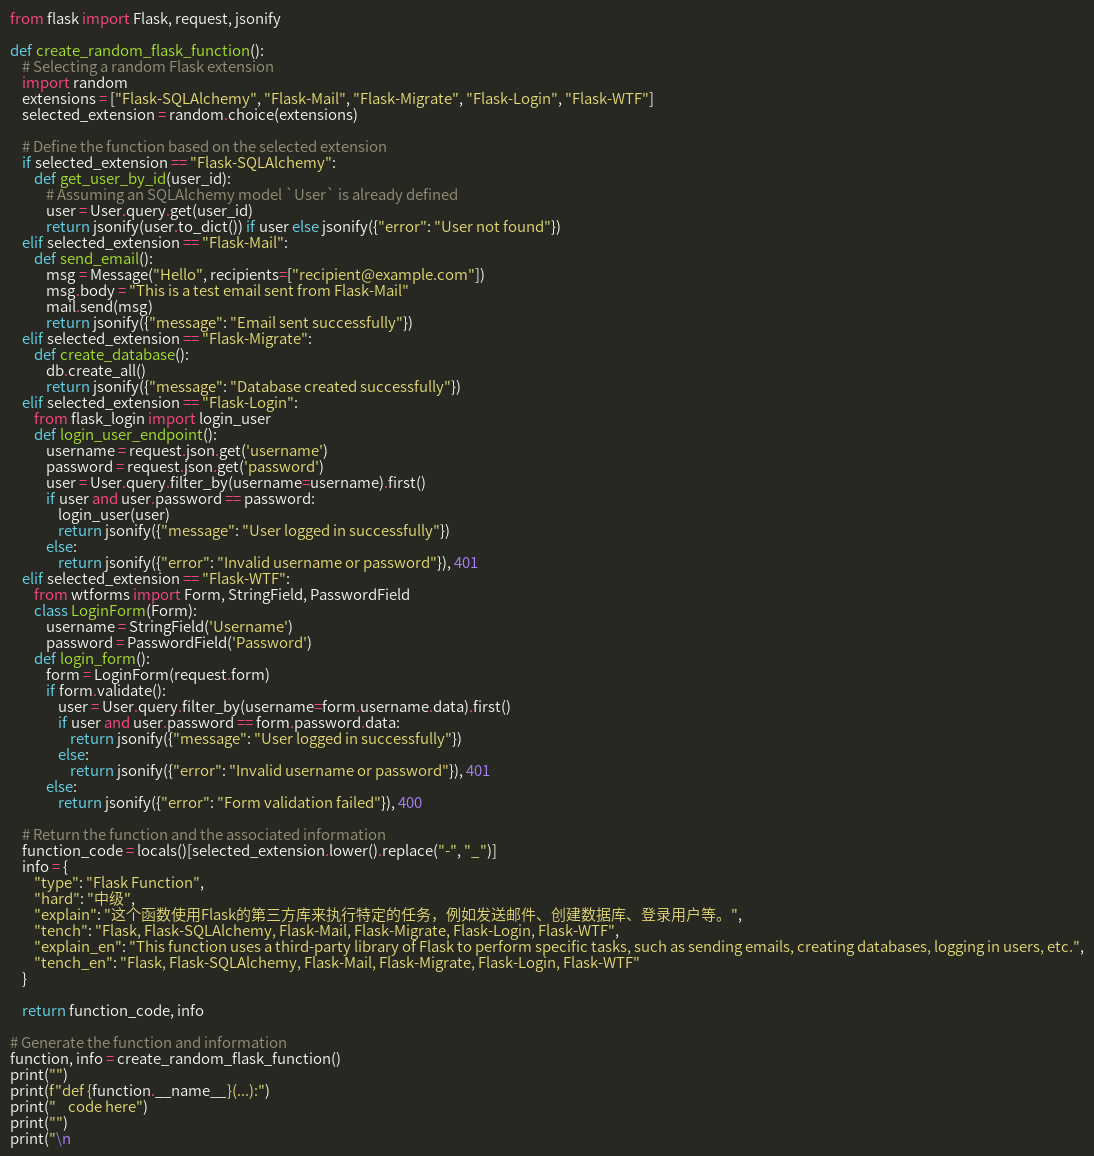 from flask import Flask, request, jsonify

def create_random_flask_function():
    # Selecting a random Flask extension
    import random
    extensions = ["Flask-SQLAlchemy", "Flask-Mail", "Flask-Migrate", "Flask-Login", "Flask-WTF"]
    selected_extension = random.choice(extensions)

    # Define the function based on the selected extension
    if selected_extension == "Flask-SQLAlchemy":
        def get_user_by_id(user_id):
            # Assuming an SQLAlchemy model `User` is already defined
            user = User.query.get(user_id)
            return jsonify(user.to_dict()) if user else jsonify({"error": "User not found"})
    elif selected_extension == "Flask-Mail":
        def send_email():
            msg = Message("Hello", recipients=["recipient@example.com"])
            msg.body = "This is a test email sent from Flask-Mail"
            mail.send(msg)
            return jsonify({"message": "Email sent successfully"})
    elif selected_extension == "Flask-Migrate":
        def create_database():
            db.create_all()
            return jsonify({"message": "Database created successfully"})
    elif selected_extension == "Flask-Login":
        from flask_login import login_user
        def login_user_endpoint():
            username = request.json.get('username')
            password = request.json.get('password')
            user = User.query.filter_by(username=username).first()
            if user and user.password == password:
                login_user(user)
                return jsonify({"message": "User logged in successfully"})
            else:
                return jsonify({"error": "Invalid username or password"}), 401
    elif selected_extension == "Flask-WTF":
        from wtforms import Form, StringField, PasswordField
        class LoginForm(Form):
            username = StringField('Username')
            password = PasswordField('Password')
        def login_form():
            form = LoginForm(request.form)
            if form.validate():
                user = User.query.filter_by(username=form.username.data).first()
                if user and user.password == form.password.data:
                    return jsonify({"message": "User logged in successfully"})
                else:
                    return jsonify({"error": "Invalid username or password"}), 401
            else:
                return jsonify({"error": "Form validation failed"}), 400

    # Return the function and the associated information
    function_code = locals()[selected_extension.lower().replace("-", "_")]
    info = {
        "type": "Flask Function",
        "hard": "中级",
        "explain": "这个函数使用Flask的第三方库来执行特定的任务，例如发送邮件、创建数据库、登录用户等。",
        "tench": "Flask, Flask-SQLAlchemy, Flask-Mail, Flask-Migrate, Flask-Login, Flask-WTF",
        "explain_en": "This function uses a third-party library of Flask to perform specific tasks, such as sending emails, creating databases, logging in users, etc.",
        "tench_en": "Flask, Flask-SQLAlchemy, Flask-Mail, Flask-Migrate, Flask-Login, Flask-WTF"
    }

    return function_code, info

# Generate the function and information
function, info = create_random_flask_function()
print("")
print(f"def {function.__name__}(...):")
print("    code here")
print("")
print("\n